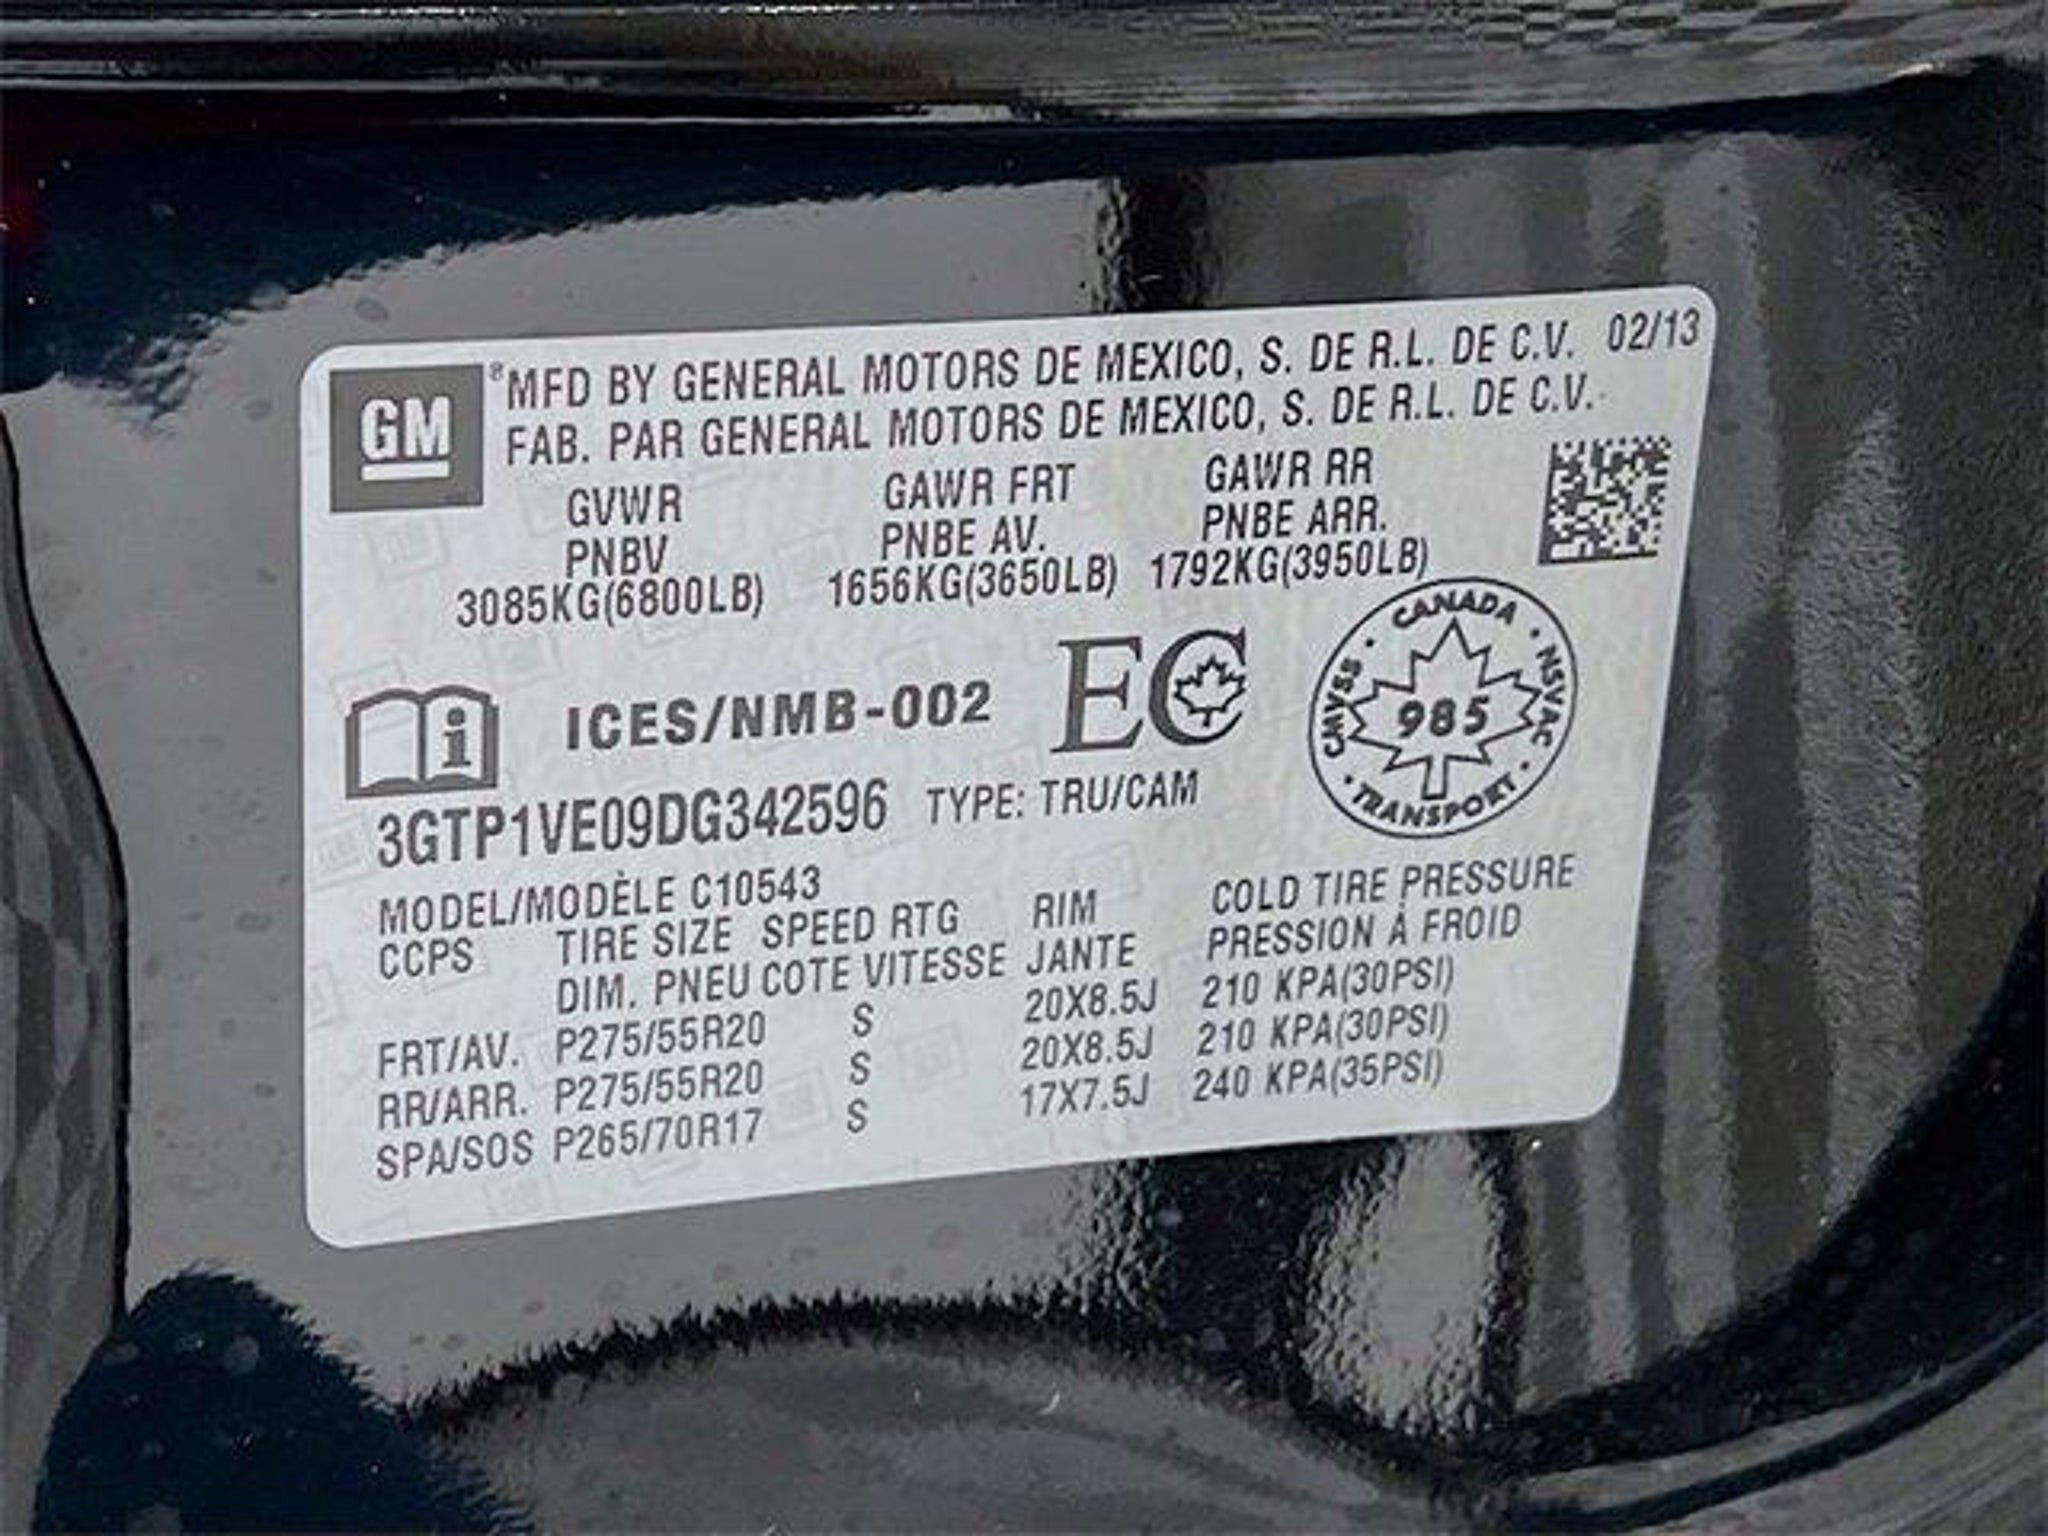 GM
®MFD BY GENERAL MOTORS DE MEXICO, S. DE R.L. DE C.V. 02/13
FAB. PAR GENERAL MOTORS DE MEXICO, S. DE R.L. DE C.V.
GVWR GAWR FRT GAWR RR
PNBV PNBE AV. PNBE ARR.
3085KG(6800LB) 1656KG(3650LB) 1792KG(3950LB)
i ICES/NMB-002 EC
CANADA · NSVAC · TRANSPORT · CMVSS ·
985
3GTP1VE09DG342596 TYPE: TRU/CAM
MODEL/MODÈLE C10543
CCPS TIRE SIZE SPEED RTG RIM COLD TIRE PRESSURE
DIM. PNEU COTE VITESSE JANTE PRESSION À FROID
FRT/AV. P275/55R20 S 20X8.5J 210 KPA(30PSI)
RR/ARR. P275/55R20 S 20X8.5J 210 KPA(30PSI)
SPA/SOS P265/70R17 S 17X7.5J 240 KPA(35PSI)